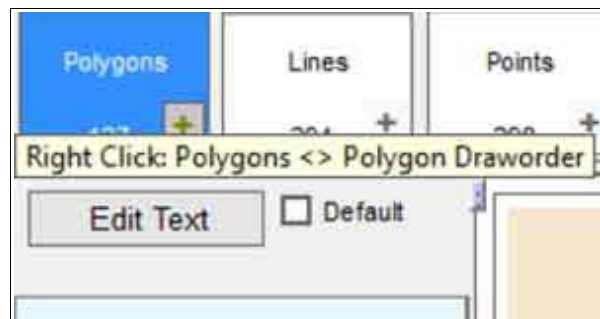 Polygons Lines Points
+ + +
Right Click: Polygons <> Polygon Draworder
Edit Text Default